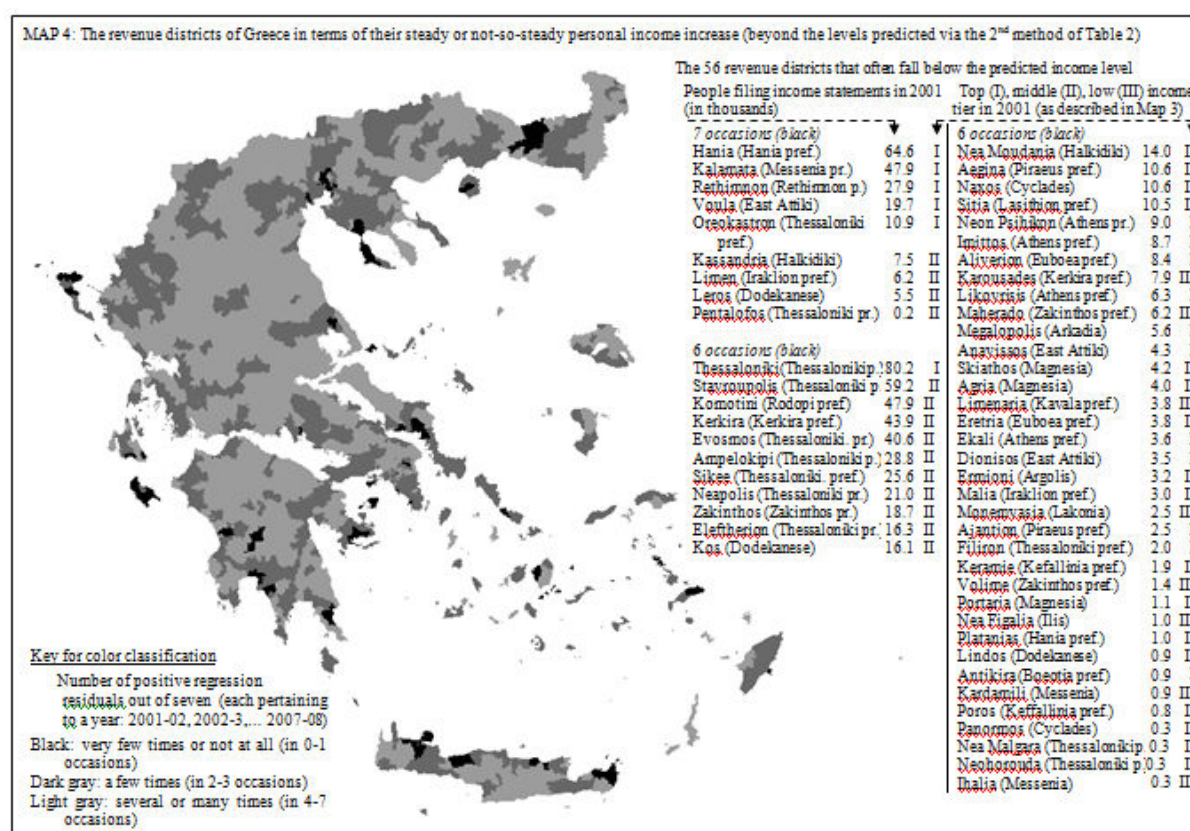 MAP 4: The revenue districts of Greece in terms of their steady or not-so-steady personal income increase (beyond the levels predicted via the 2nd method of Table 2)
The 56 revenue districts that often fall below the predicted income level
People filing income statements in 2001
(in thousands)
7 occasions (black)
Hania (Hania pref.) 64.6 I
Kalamata (Messenia pr.) 47.9 I
Rethimnon (Rethimnon p.) 27.9 I
Voula (East Attiki) 19.7 I
Oreokastron (Thessaloniki 10.9 I
pref.)
Kassandria (Halkidiki) 7.5 II
Limen (Iraklion pref.) 6.2 II
Leros (Dodekanese) 5.5 II
Pentalofos (Thessaloniki pr.) 0.2 II
6 occasions (black)
Thessaloniki (Thessaloniki p. 80.2 I
Stavroupolis (Thessaloniki p 59.2 II
Komotini (Rodopi pref.) 47.9 II
Kerkira (Kerkira pref.) 43.9 II
Evosmos (Thessaloniki. pr.) 40.6 II
Ampelokipi (Thessaloniki p.) 28.8 II
Sikee (Thessaloniki. pref.) 25.6 II
Neapolis (Thessaloniki pr.) 21.0 II
Zakinthos (Zakinthos pr.) 18.7 II
Eleftherion (Thessaloniki pr. 16.3 II
Kos (Dodekanese) 16.1 II
Top (I), middle (II), low (III) income
tier in 2001 (as described in Map 3)
6 occasions (black)
Nea Moudania (Halkidiki) 14.0 I
Aegina (Piraeus pref.) 10.6 I
Naxos (Cyclades) 10.6 I
Sitia (Lasithion pref.) 10.5 I
Neon Psihikon (Athens pr.) 9.0
Imittos (Athens pref.) 8.7
Aliverion (Euboea pref.) 8.4
Karousades (Kerkira pref.) 7.9 II
Likovrisis (Athens pref.) 6.3
Maherado (Zakinthos pref.) 6.2 II
Megalopolis (Arkadia) 5.6
Anavissos (East Attiki) 4.3
Skiathos (Magnesia) 4.2 I
Agria (Magnesia) 4.0 I
Limenaria (Kavala pref.) 3.8 II
Eretria (Euboea pref.) 3.8 I
Ekali (Athens pref.) 3.6
Dionisos (East Attiki) 3.5
Ermioni (Argolis) 3.2 I
Malia (Iraklion pref.) 3.0 I
Monemvasia (Lakonia) 2.5 II
Ajantion (Piraeus pref.) 2.5
Filiron (Thessaloniki pref.) 2.0
Keramie (Kefallinia pref.) 1.9 I
Volime (Zakinthos pref.) 1.4 II
Portaria (Magnesia) 1.1 I
Nea Figalia (Ilis) 1.0 II
Platanias (Hania pref.) 1.0 I
Lindos (Dodekanese) 0.9 I
Antikira (Boeotia pref.) 0.9
Kardamili (Messenia) 0.9 II
Poros (Keffallinia pref.) 0.8 I
Panormos (Cyclades) 0.3 I
Nea Malgara (Thessaloniki p 0.3 I
Neohorouda (Thessaloniki p. 0.3 I
Ihalia (Messenia) 0.3 II
Key for color classification
Number of positive regression
residuals out of seven (each pertaining
to a year: 2001-02, 2002-3,... 2007-08)
Black: very few times or not at all (in 0-1
occasions)
Dark gray: a few times (in 2-3 occasions)
Light gray: several or many times (in 4-7
occasions)